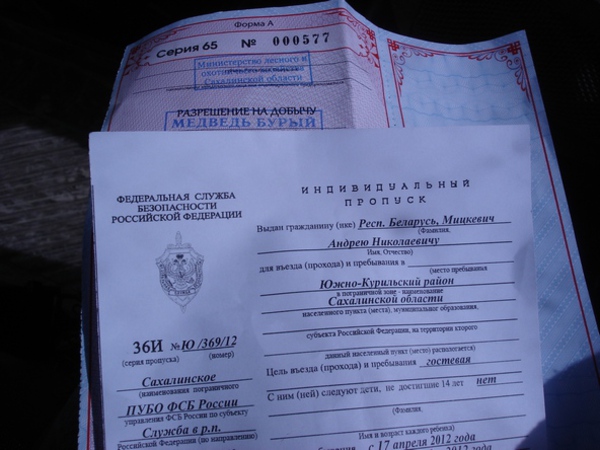 Форма А
Серия 65 № 000577
Министерство лесного и
охотничьего хозяйства
Сахалинской области
РАЗРЕШЕНИЕ НА ДОБЫЧУ
МЕДВЕДЬ БУРЫЙ
ФЕДЕРАЛЬНАЯ СЛУЖБА
БЕЗОПАСНОСТИ
РОССИЙСКОЙ ФЕДЕРАЦИИ
36И № Ю /369/12
(серия пропуска) (номер)
Сахалинское
(наименования пограничного
ПУБО ФСБ России
управления ФСБ России по субъекту
Служба в р.п.
Российской Федерации (по направлению)
ИНДИВИДУАЛЬНЫЙ
ПРОПУСК
Выдан гражданину (нке) Респ. Беларусь, Мицкевич
(Фамилия,
Андрею Николаевичу
Имя, Отчество)
для въезда (прохода) и пребывания в
(место пребывания
Южно-Курильский район
в пограничной зоне - наименование
Сахалинской области
населенного пункта (места), муниципального образования,
субъекта Российской Федерации, на территории которого
данный населенный пункт (место) располагается)
Цель въезда (прохода) и пребывания гостевая
С ним (ней) следуют дети, не достигшие 14 лет нет
(Фамилия,
Имя и возраст каждого ребенка)
с 17 апреля 2012 года
2012 года